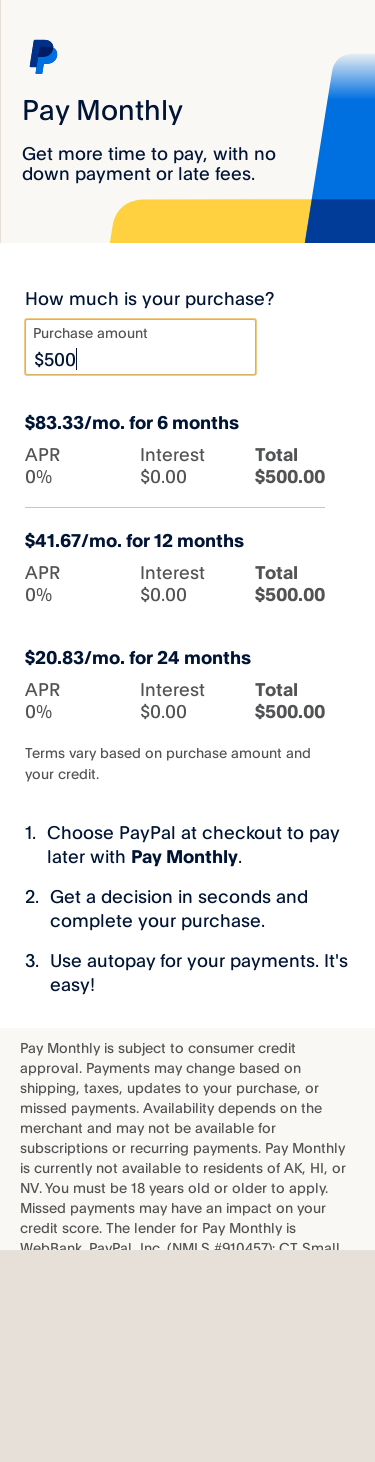 Pay Monthly
Get more time to pay, with no
down payment or late fees.
How much is your purchase?
Purchase amount
$500
$83.33/mo. for 6 months
APR Interest Total
0% $0.00 $500.00
$41.67/mo. for 12 months
APR Interest Total
0% $0.00 $500.00
$20.83/mo. for 24 months
APR Interest Total
0% $0.00 $500.00
Terms vary based on purchase amount and
your credit.
1. Choose PayPal at checkout to pay
later with Pay Monthly.
2. Get a decision in seconds and
complete your purchase.
3. Use autopay for your payments. It's
easy!
Pay Monthly is subject to consumer credit
approval. Payments may change based on
shipping, taxes, updates to your purchase, or
missed payments. Availability depends on the
merchant and may not be available for
subscriptions or recurring payments. Pay Monthly
is currently not available to residents of AK, HI, or
NV. You must be 18 years old or older to apply.
Missed payments may have an impact on your
credit score. The lender for Pay Monthly is
WebBank. PayPal, Inc. (NMLS #910457): CT Small